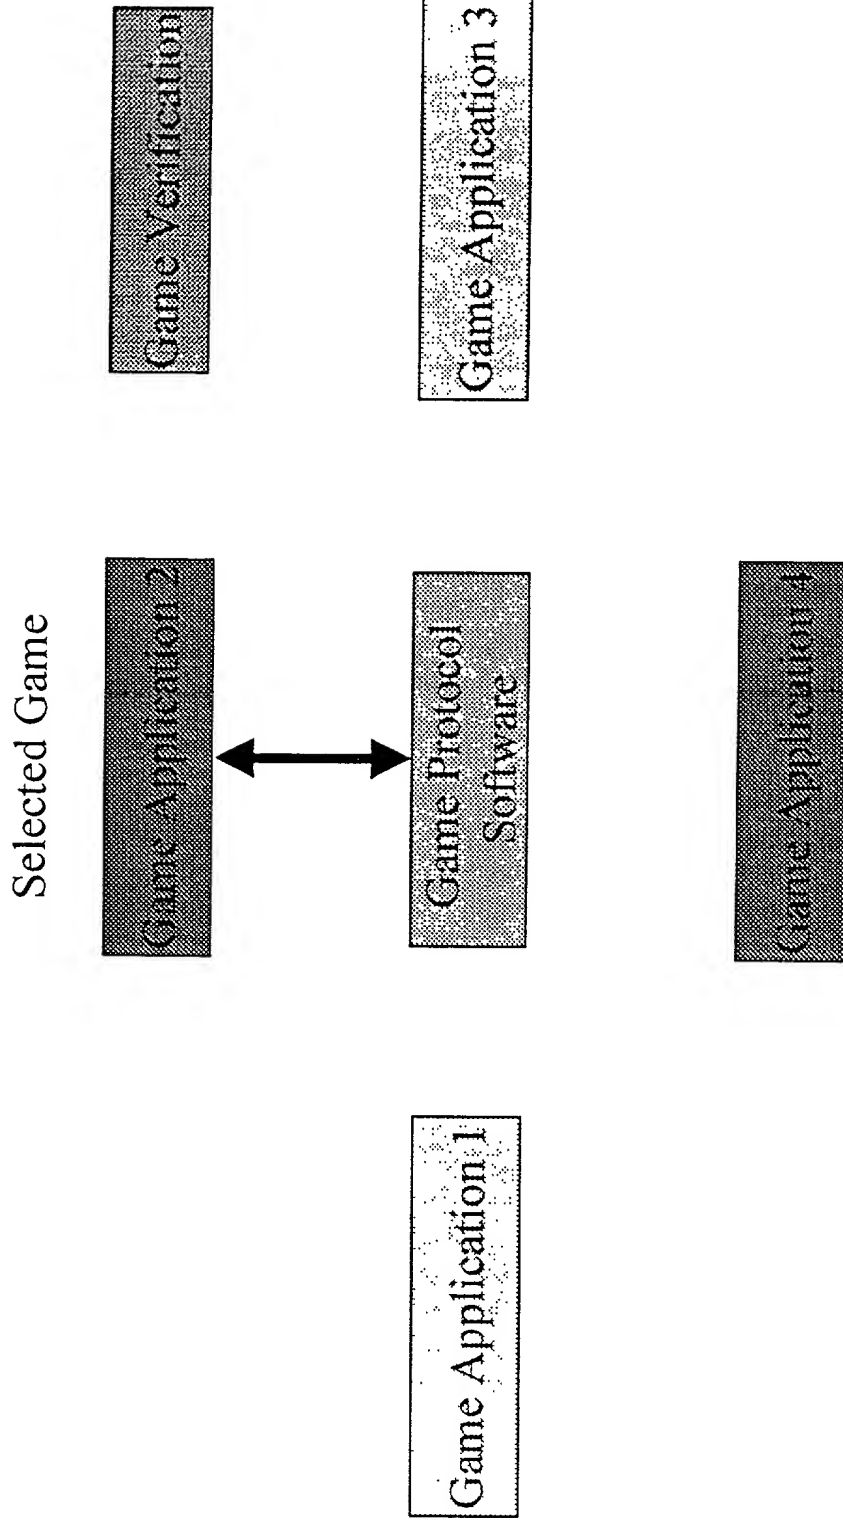 Selected Game
Game Application 2
Game Verification
Game Application 1
Game Protocol
Software
Game Application 3
Game Application 4